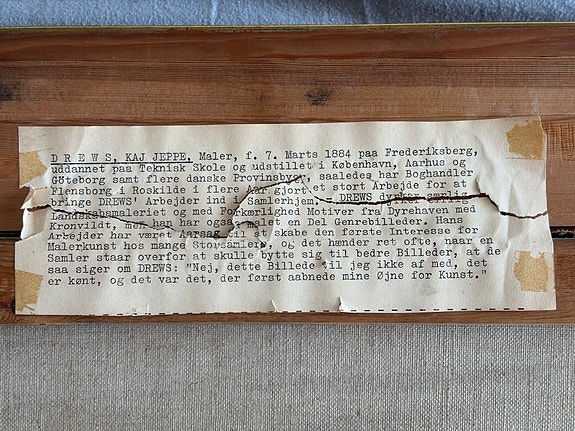 D R E W S, KAJ JEPPE, Maler, f. 7. Marts 1884 paa Frederiksberg,
uddannet paa Teknisk Skole og udstillet i København, Aarhus og
Göteborg samt flere danske Provinsbyer, saaledes har Boghandler
Flensborg i Roskilde i flere Aar gjort et stort Arbejde for at
bringe DREWS' Arbejder ind i Samlerhjem. DREWS dyrker særlig
Landskabsmaleriet og med Forkærlighed Motiver fra Dyrehaven med
Kronvildt, men han har ogsaa malet en Del Genrebilleder. Hans
Arbejder har været til at skabe den første Interesse for
Malerkunst hos mange Storsamlere, og det hænder ret ofte, naar en
Samler staar overfor at skulle bytte sig til bedre Billeder, at de
saa siger om DREWS: "Nej, dette Billede vil jeg ikke af med, det
er kønt, og det var det, der først aabnede mine Øjne for Kunst."